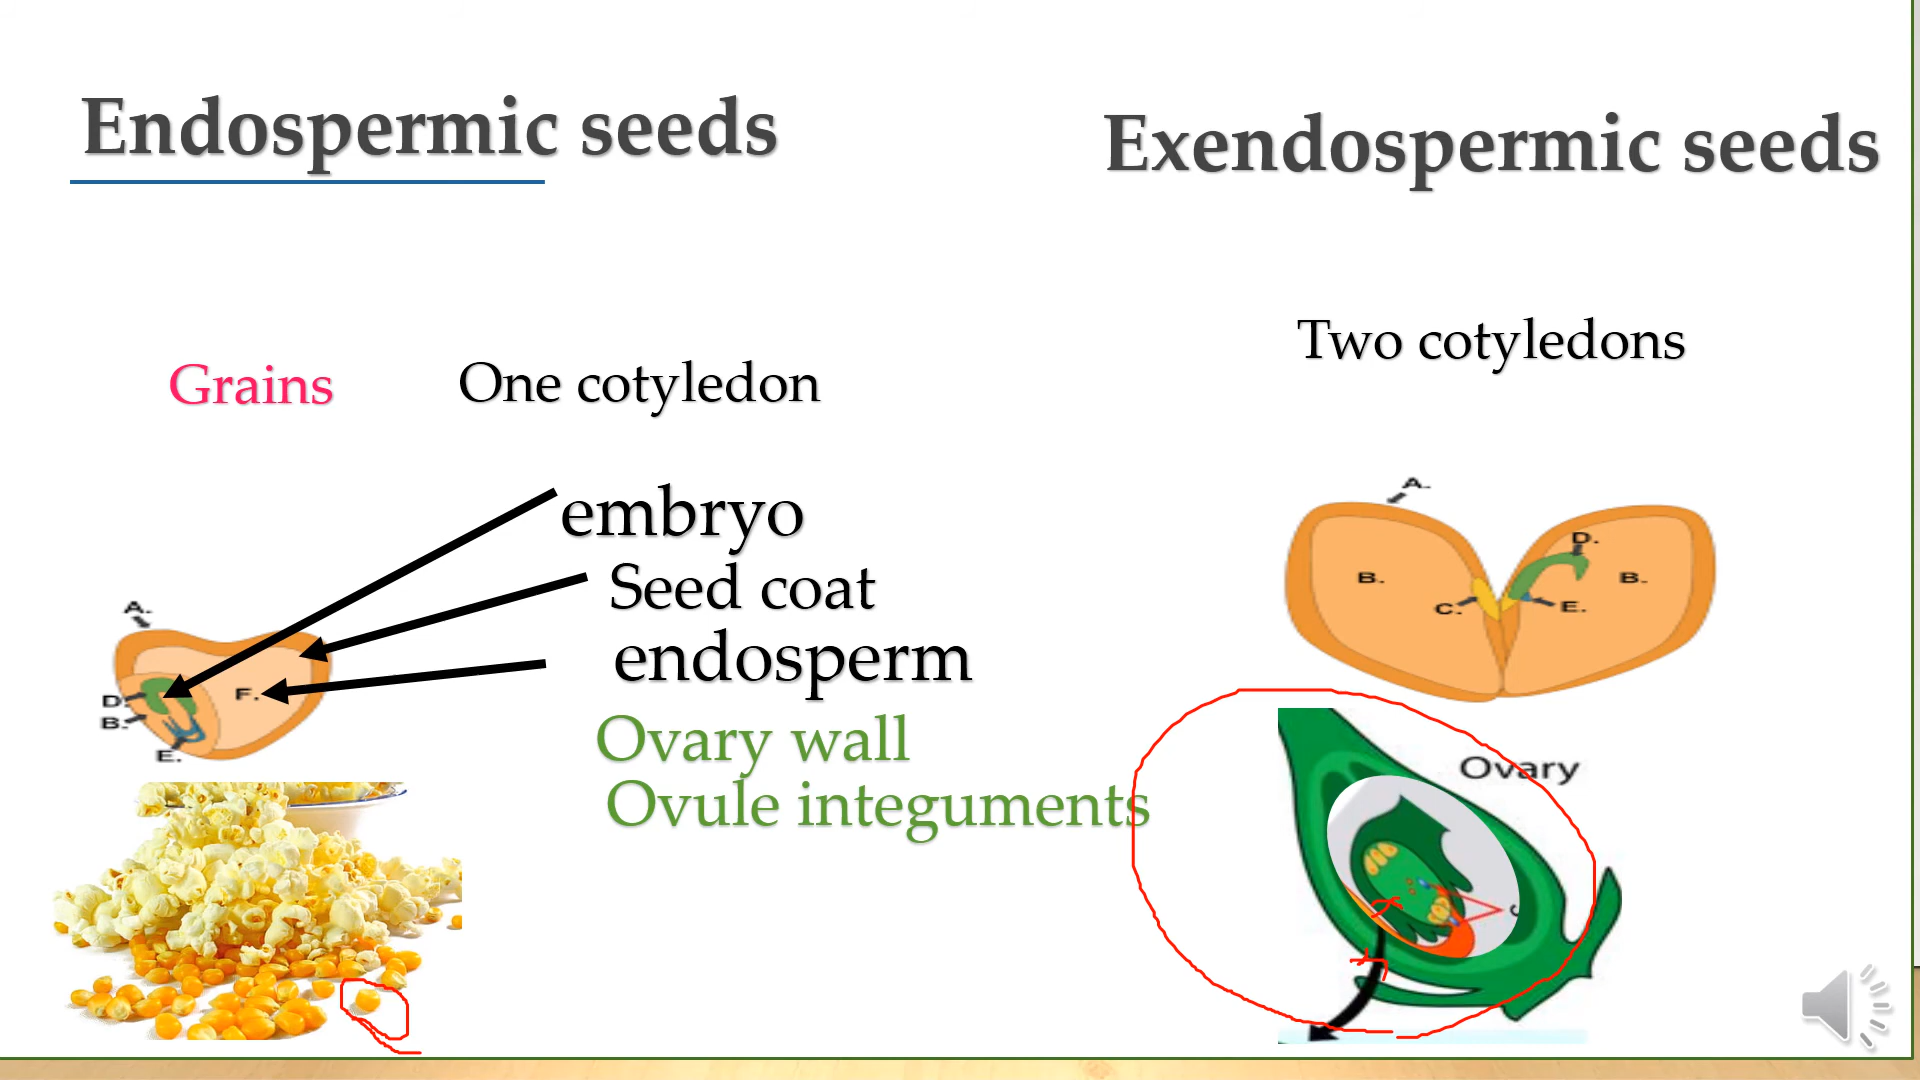 Endospermic seeds
Exendospermic seeds
Grains
One cotyledon
Two cotyledons
embryo
Seed coat
endosperm
Ovary wall
Ovule integuments
A.
D.
B.
E.
F.
A.
B.
C.
D.
E.
B.
Ovary